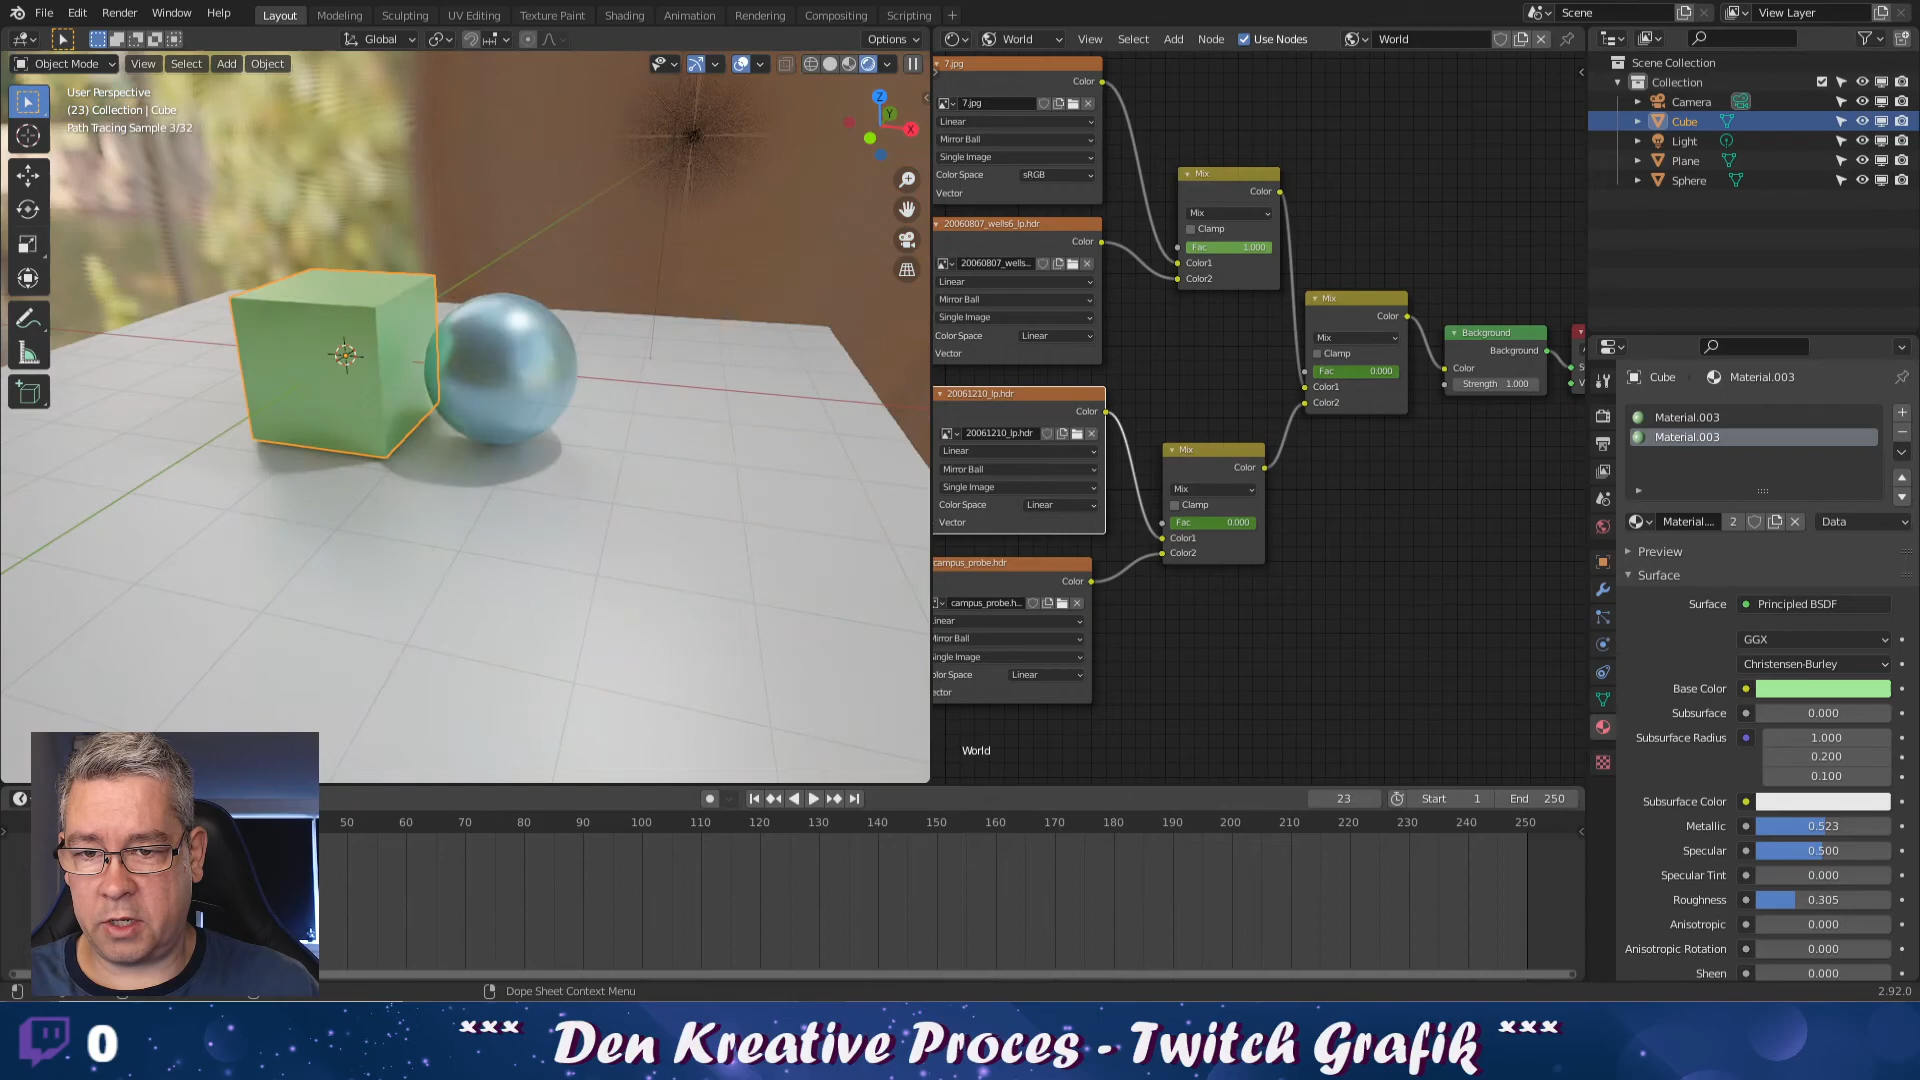 File Edit Render Window Help
Layout Modeling Sculpting UV Editing Texture Paint Shading Animation Rendering Compositing Scripting +
Scene
View Layer
Global
Options
World
View Select Add Node Use Nodes
World
Object Mode View Select Add Object
User Perspective
(23) Collection | Cube
Path Tracing Sample 3/32
Z
Y
X
7.jpg
Color
7.jpg
Linear
Mirror Ball
Single Image
Color Space sRGB
Vector
20060807_wells6_lp.hdr
Color
20060807_wells...
Linear
Mirror Ball
Single Image
Color Space Linear
Vector
20061210_lp.hdr
Color
20061210_lp.hdr
Linear
Mirror Ball
Single Image
Color Space Linear
Vector
campus_probe.hdr
Color
campus_probe.h...
inear
Mirror Ball
Single Image
olor Space Linear
ector
Mix
Color
Mix
Clamp
Fac 1.000
Color1
Color2
Mix
Color
Mix
Clamp
Fac 0.000
Color1
Color2
Mix
Color
Mix
Clamp
Fac 0.000
Color1
Color2
Background
Background
Color
Strength 1.000
World
Scene Collection
Collection
Camera
Cube
Light
Plane
Sphere
Cube Material.003
Material.003
Material.003
Material.... 2 Data
Preview
Surface
Surface Principled BSDF
GGX
Christensen-Burley
Base Color
Subsurface 0.000
Subsurface Radius 1.000
0.200
0.100
Subsurface Color
Metallic 0.523
Specular 0.500
Specular Tint 0.000
Roughness 0.305
Anisotropic 0.000
Anisotropic Rotation 0.000
Sheen 0.000
23 Start 1 End 250
50 60 70 80 90 100 110 120 130 140 150 160 170 180 190 200 210 220 230 240 250
Dope Sheet Context Menu
2.92.0
0 *** Den Kreative Proces - Twitch Grafik ***